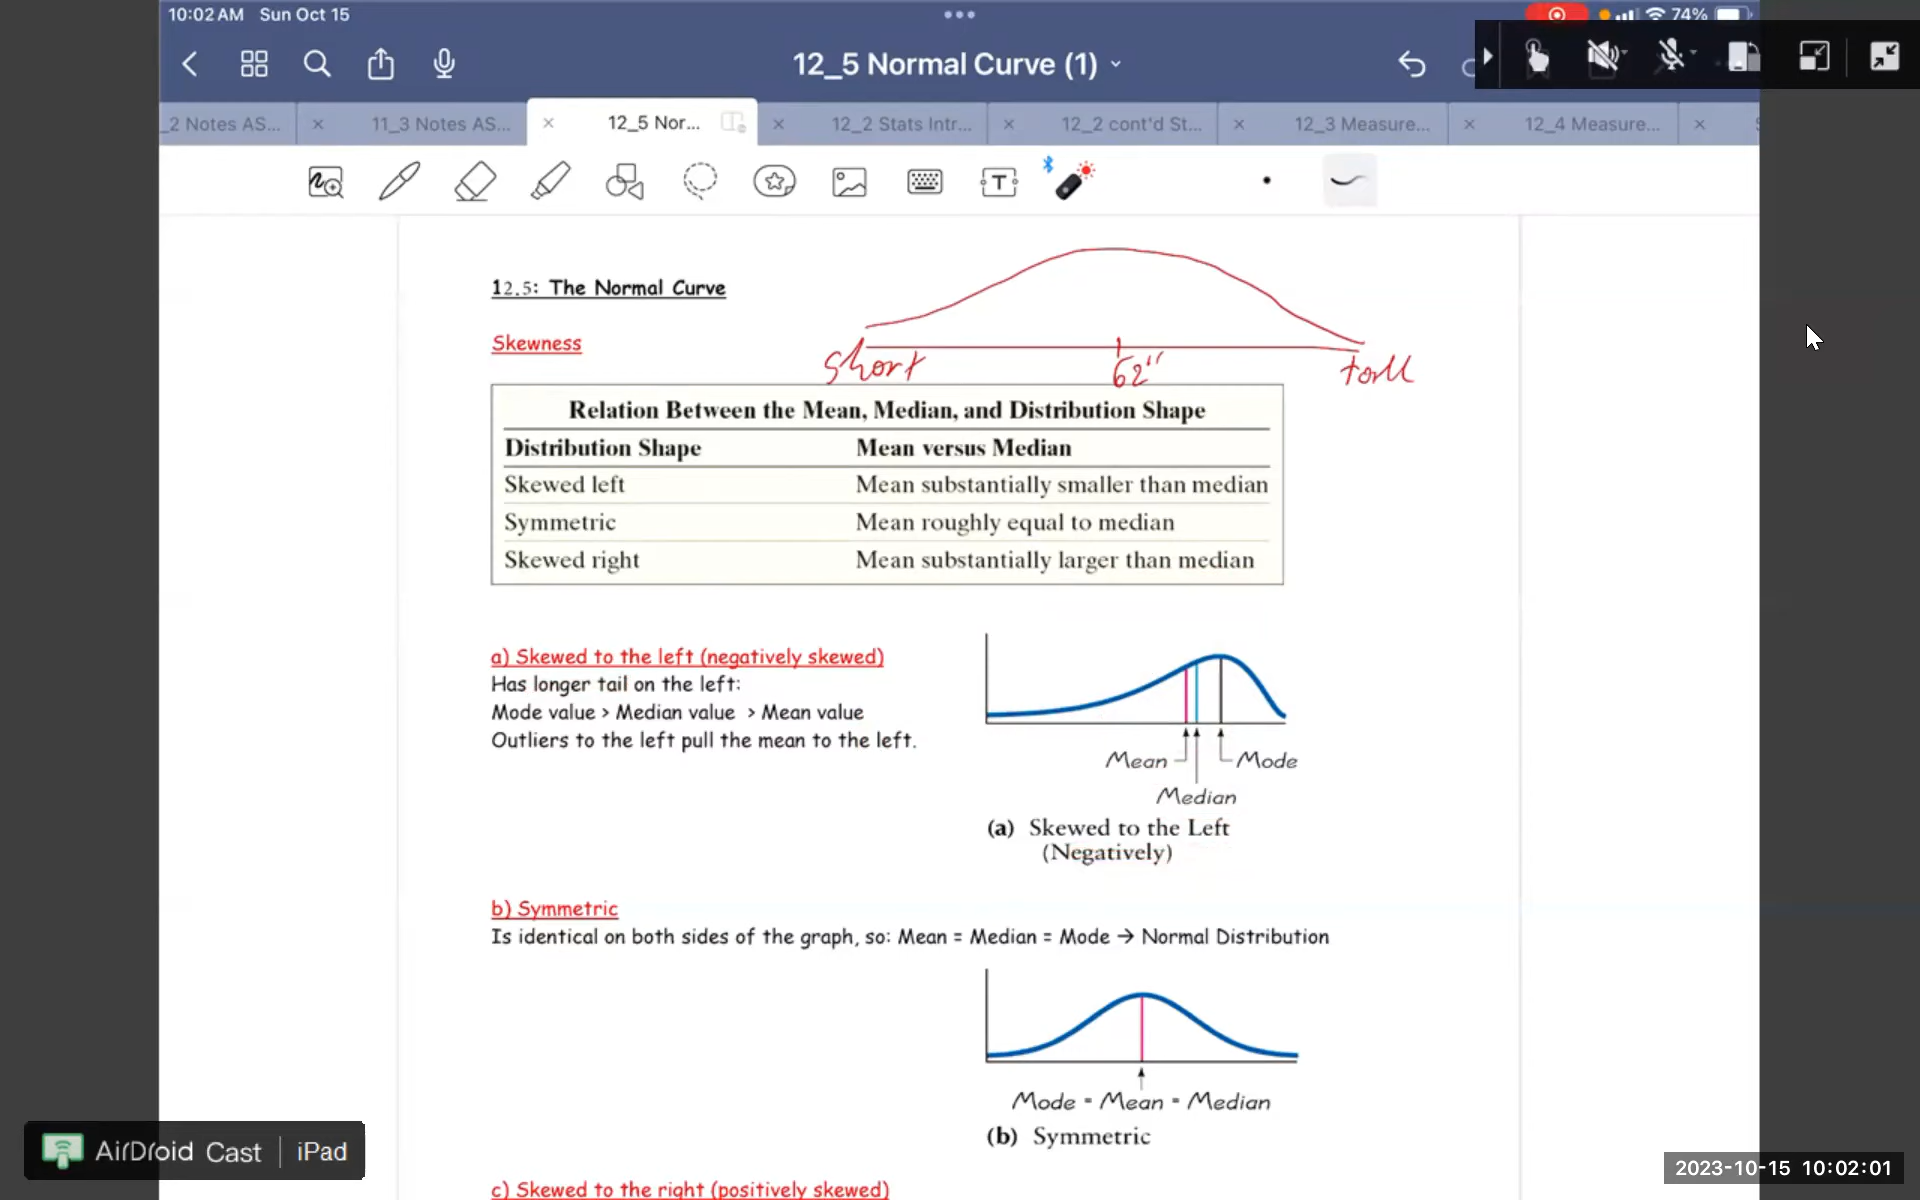 10:02 AM Sun Oct 15
74%
12_5 Normal Curve (1)
_2 Notes AS...
11_3 Notes AS...
12_5 Nor...
12_2 Stats Intr...
12_2 cont'd St...
12_3 Measure...
12_4 Measure...
T
12.5: The Normal Curve
Skewness
short 62" tall
Relation Between the Mean, Median, and Distribution Shape
Distribution Shape Mean versus Median
Skewed left Mean substantially smaller than median
Symmetric Mean roughly equal to median
Skewed right Mean substantially larger than median
a) Skewed to the left (negatively skewed)
Has longer tail on the left:
Mode value > Median value > Mean value
Outliers to the left pull the mean to the left.
Mean Mode
Median
(a) Skewed to the Left
(Negatively)
b) Symmetric
Is identical on both sides of the graph, so: Mean = Median = Mode → Normal Distribution
Mode = Mean = Median
(b) Symmetric
c) Skewed to the right (positively skewed)
AirDroid Cast | iPad
2023-10-15 10:02:01